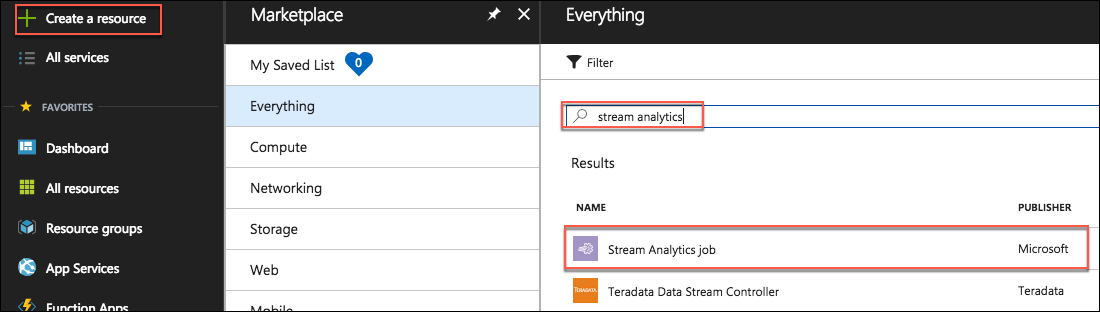 Create a resource
All services
FAVORITES
Dashboard
All resources
Resource groups
App Services
Function Apps
Marketplace
My Saved List 0
Everything
Compute
Networking
Storage
Web
Mobile
Everything
Filter
stream analytics
Results
NAME PUBLISHER
Stream Analytics job Microsoft
TERADATA Teradata Data Stream Controller Teradata